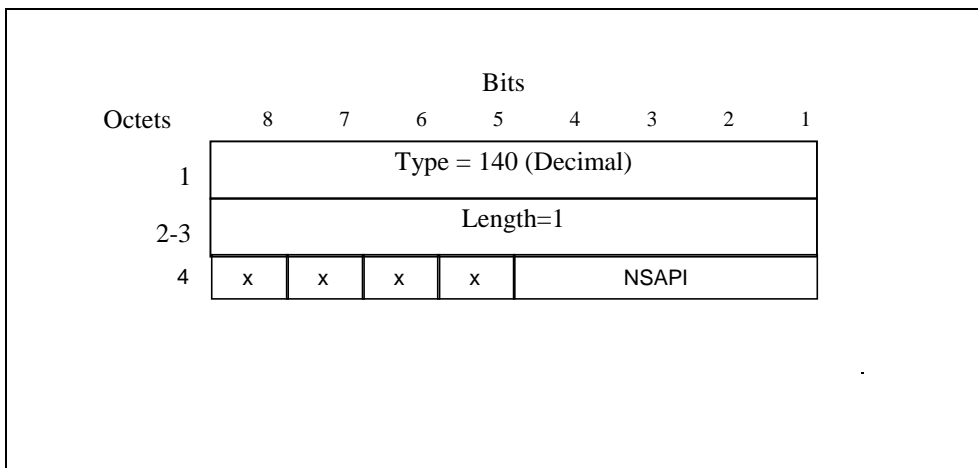 Bits
Octets 8 7 6 5 4 3 2 1
1 Type = 140 (Decimal)
2-3 Length=1
4 x x x x NSAPI
.